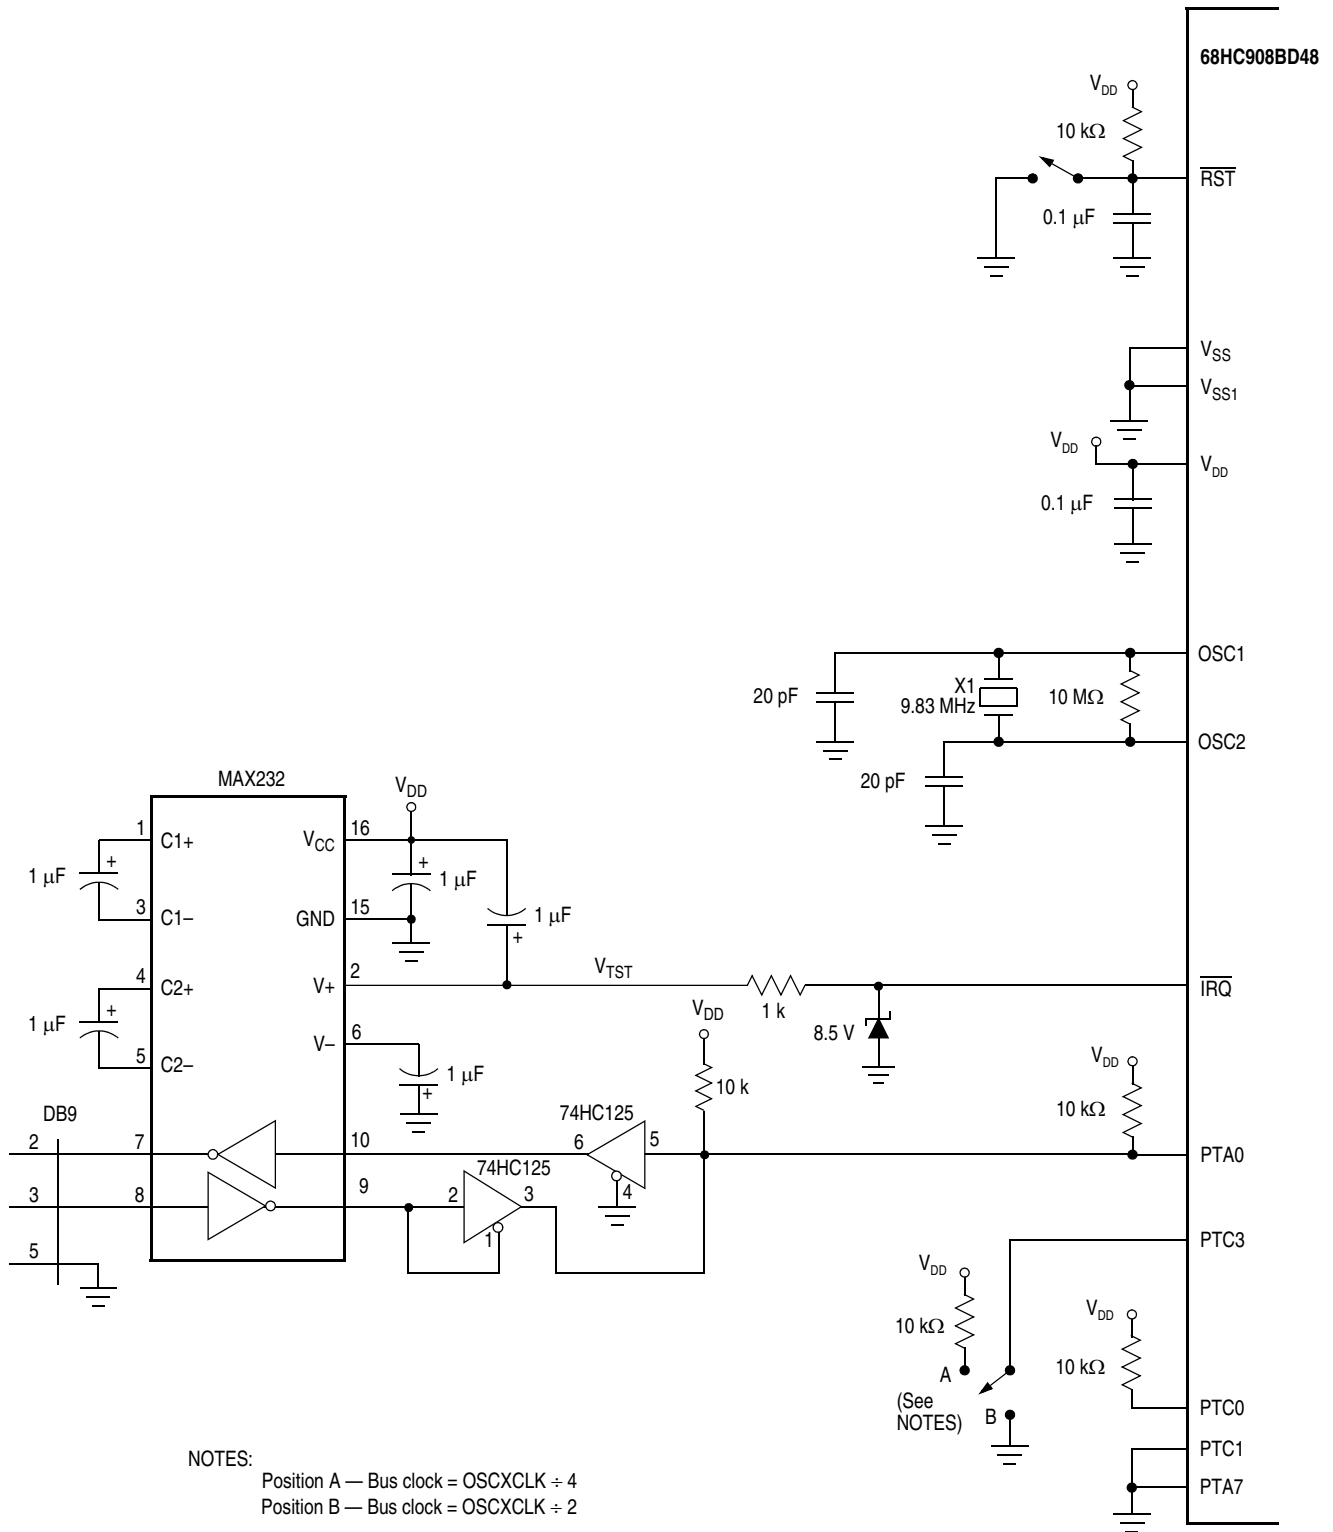 68HC908BD48
VDD
10 kΩ
RST
0.1 µF
VSS
VSS1
VDD
VDD
0.1 µF
OSC1
20 pF
X1
9.83 MHz
10 MΩ
OSC2
20 pF
MAX232
VDD
1
C1+
VCC
16
1 µF
+
+
1 µF
3
C1–
GND
15
1 µF
+
4
C2+
V+
2
VTST
1 k
IRQ
1 µF
+
8.5 V
VDD
10 k
5
C2–
V–
6
1 µF
+
VDD
10 kΩ
DB9
74HC125
2
7
10
6
5
4
PTA0
74HC125
3
8
9
2
3
1
5
PTC3
VDD
10 kΩ
A
(See
NOTES)
B
VDD
10 kΩ
PTC0
PTC1
PTA7
NOTES:
Position A — Bus clock = OSCXCLK ÷ 4
Position B — Bus clock = OSCXCLK ÷ 2